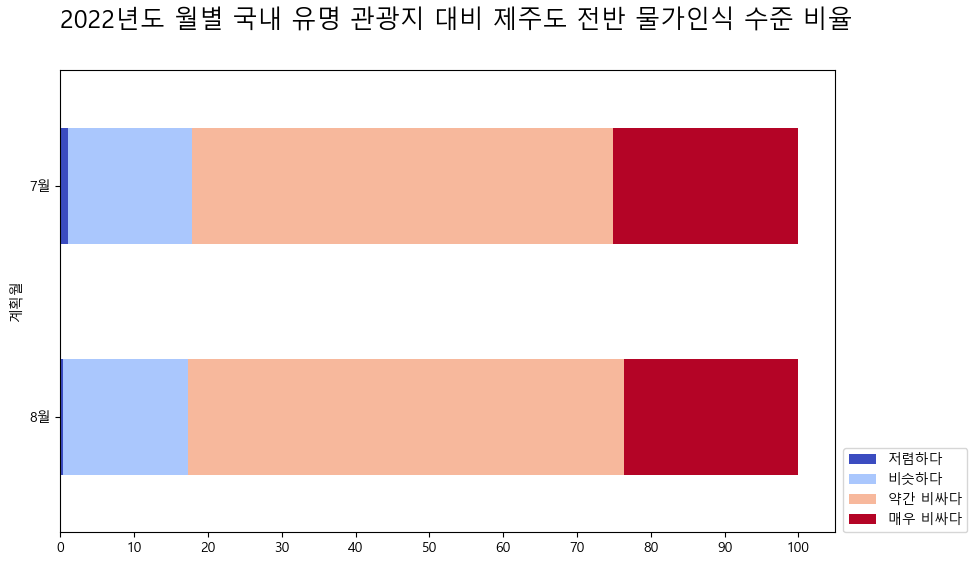 2022년도 월별 국내 유명 관광지 대비 제주도 전반 물가인식 수준 비율
7월
계획월
8월
저렴하다
비슷하다
약간 비싸다
매우 비싸다
0 10 20 30 40 50 60 70 80 90 100